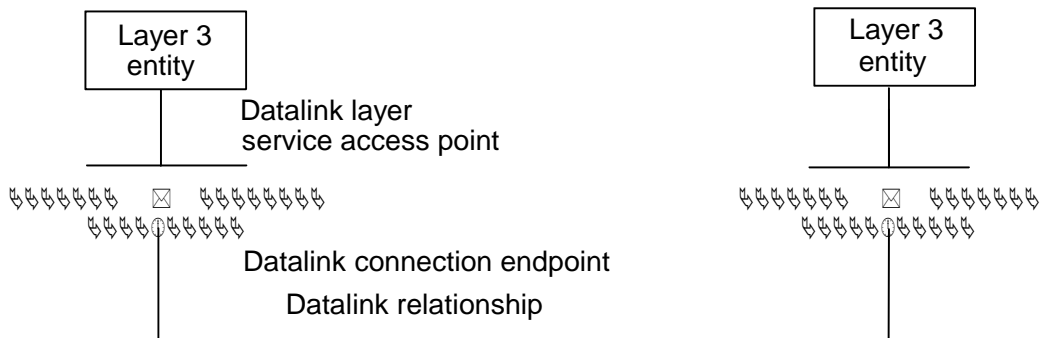 Layer 3
entity
Layer 3
entity
Datalink layer
service access point
Datalink connection endpoint
Datalink relationship